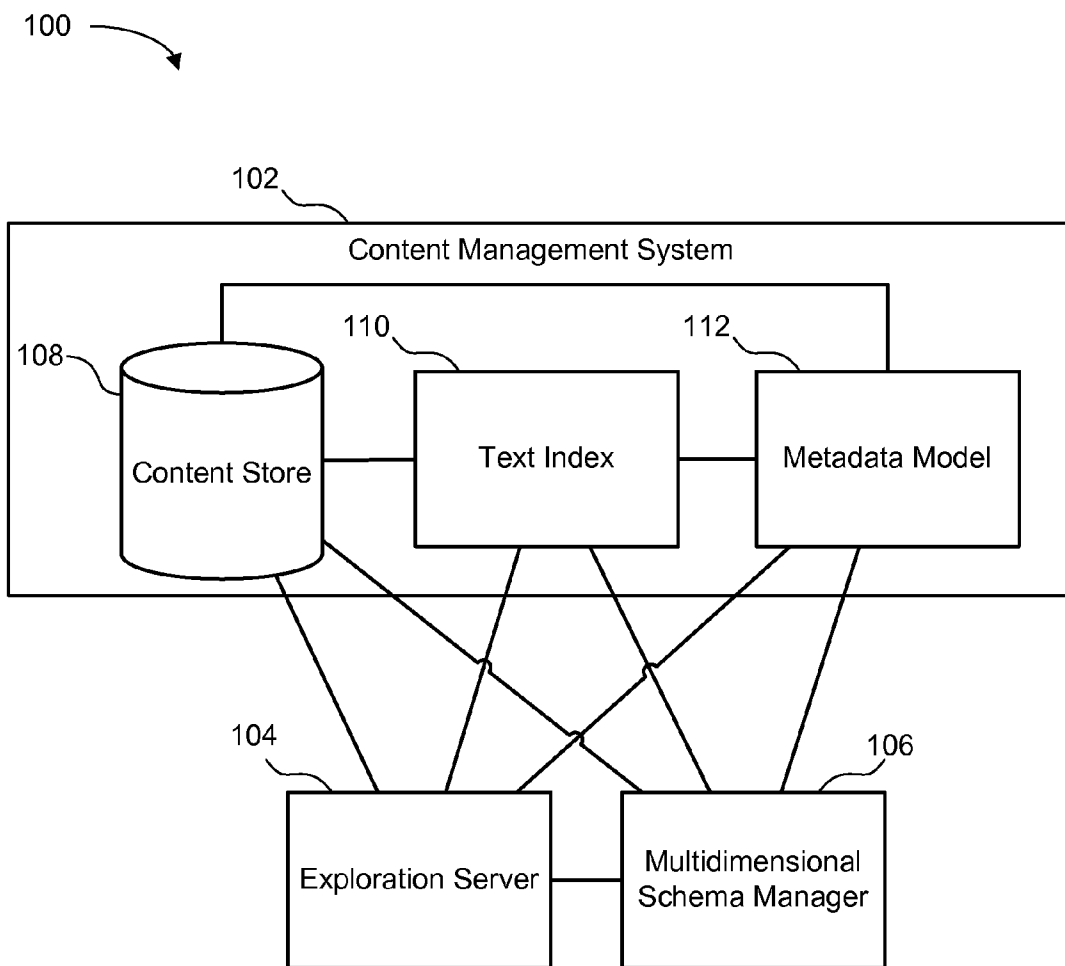 100
102
Content Management System
110
112
108
Content Store
Text Index
Metadata Model
104
106
Exploration Server
Multidimensional
Schema Manager